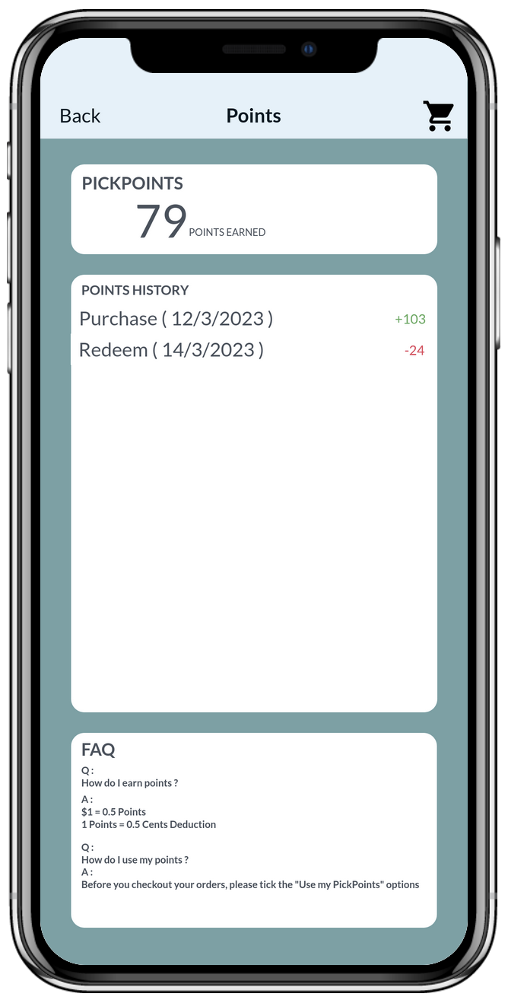 Back Points
PICKPOINTS
79 POINTS EARNED
POINTS HISTORY
Purchase ( 12/3/2023 ) +103
Redeem ( 14/3/2023 ) -24
FAQ
Q :
How do I earn points ?
A :
$1 = 0.5 Points
1 Points = 0.5 Cents Deduction
Q :
How do I use my points ?
A :
Before you checkout your orders, please tick the "Use my PickPoints" options